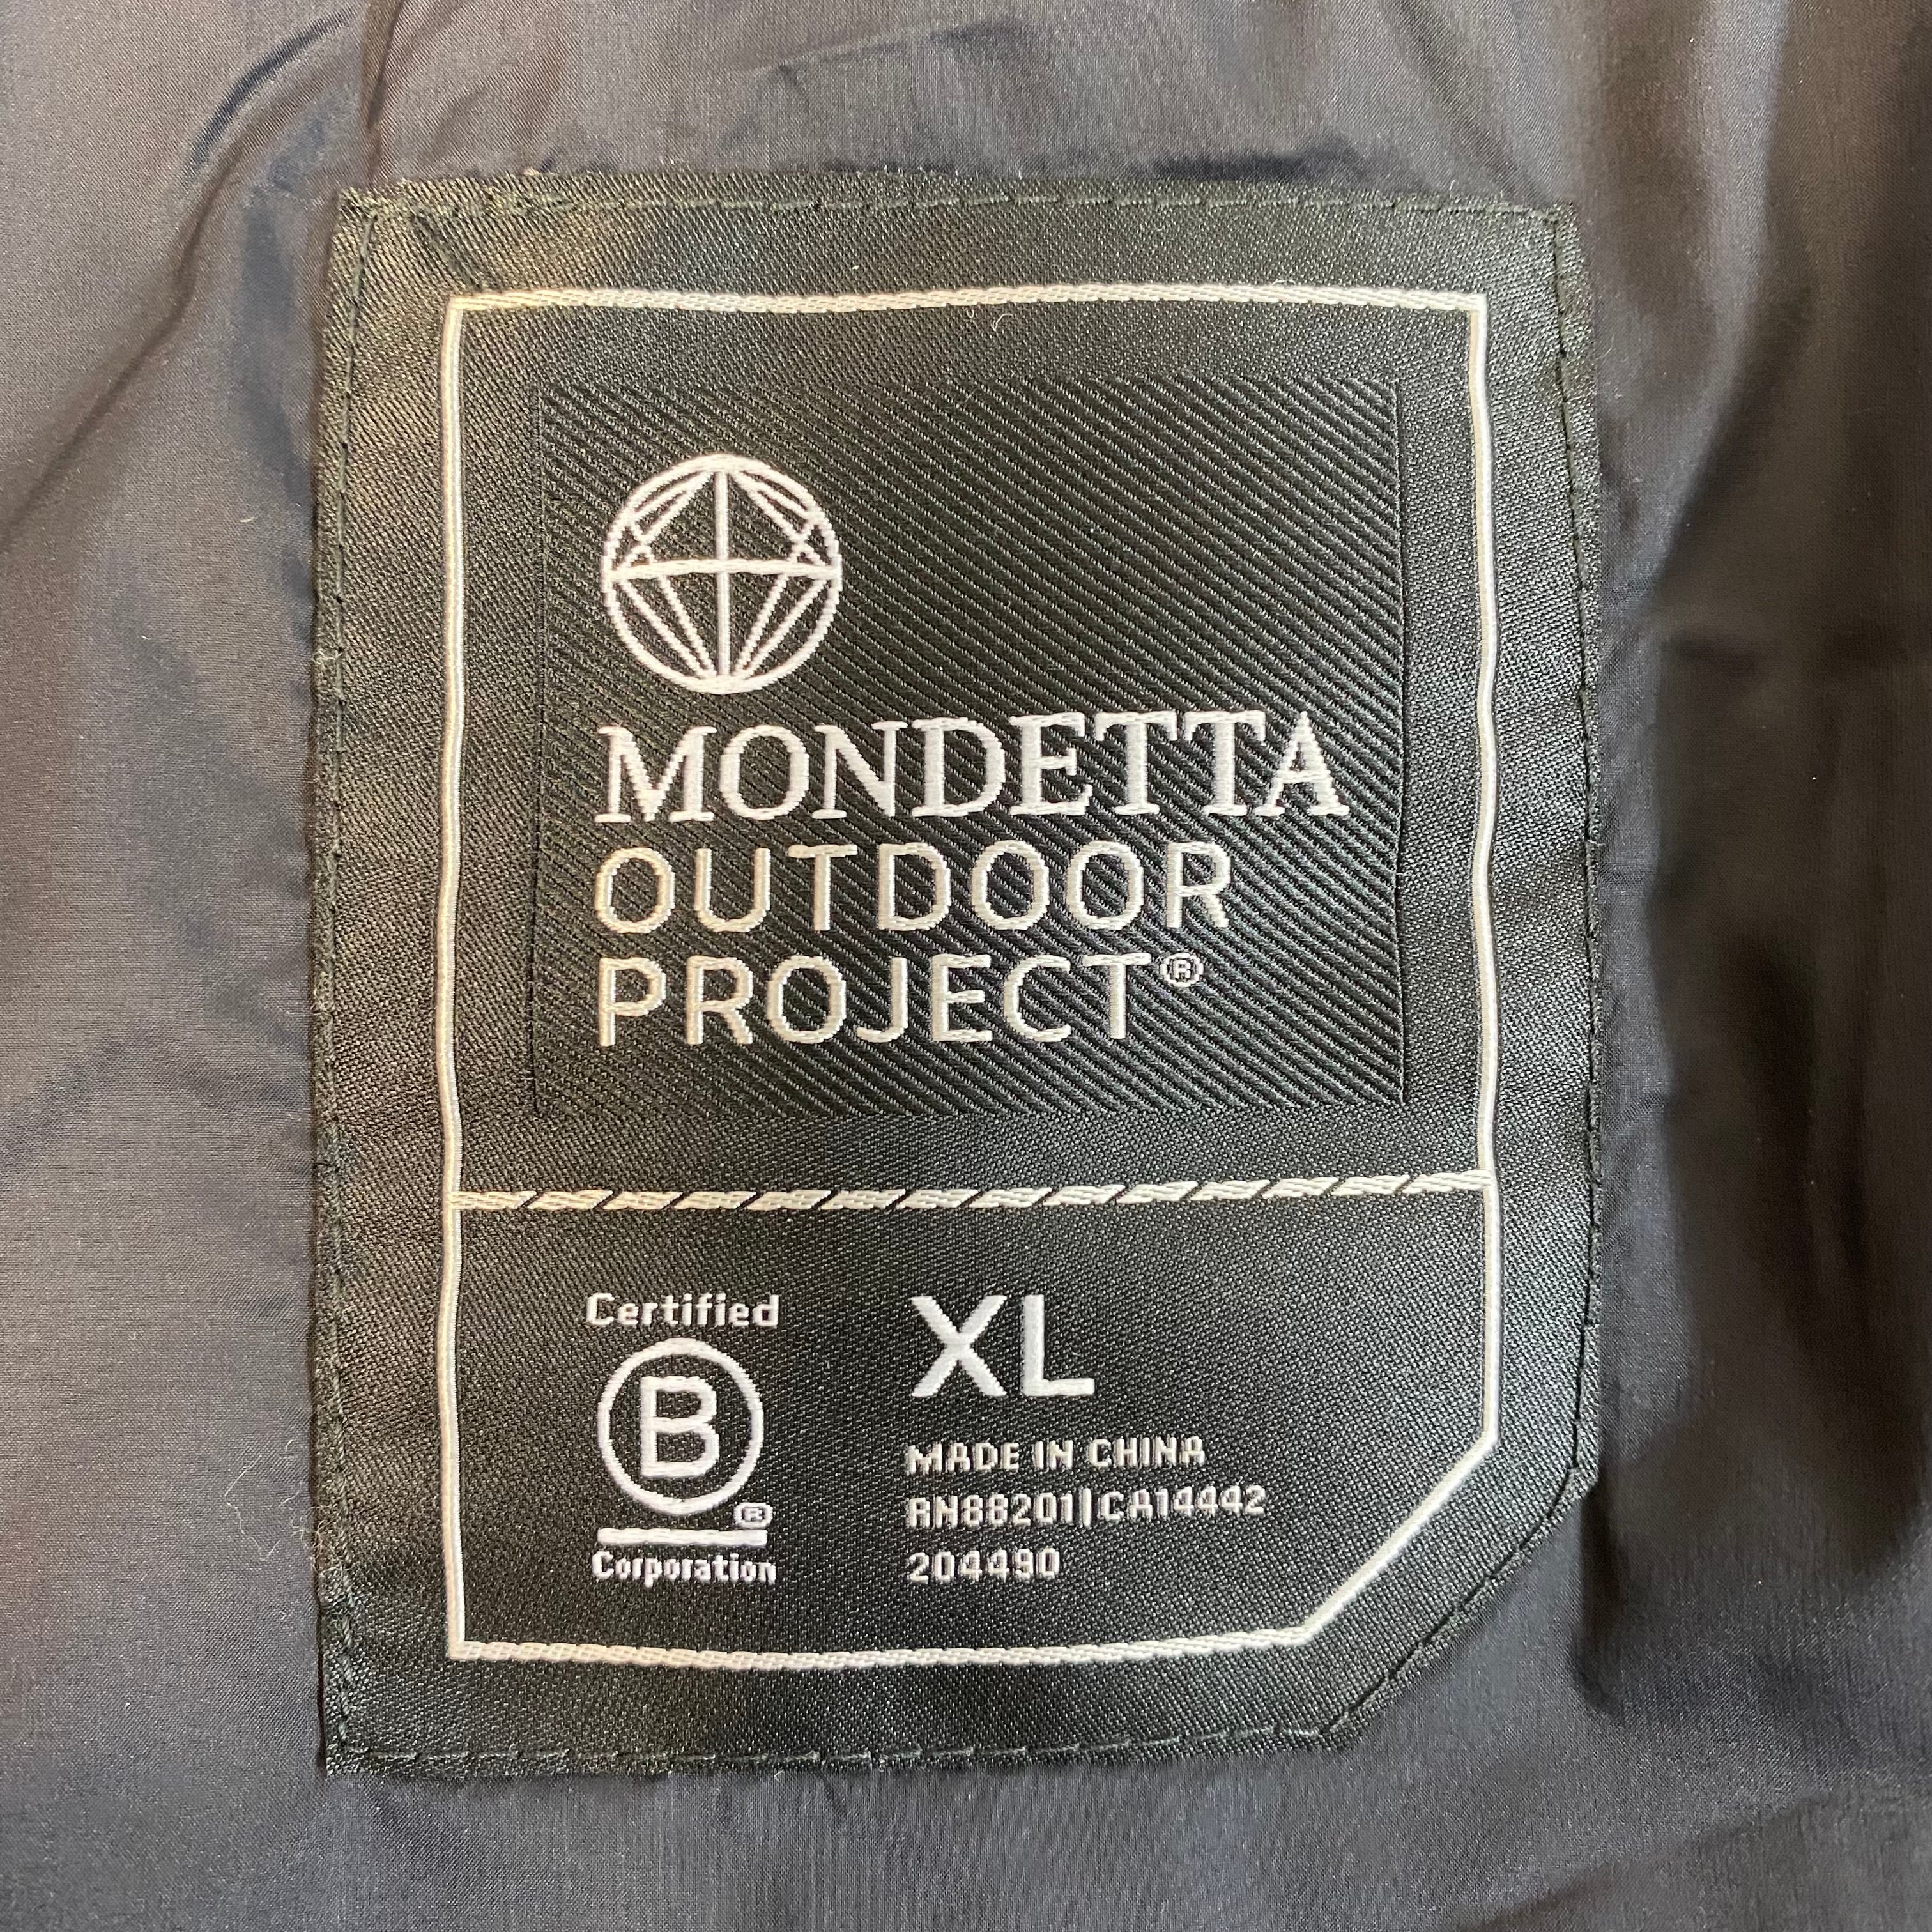 MONDETTA
OUTDOOR
PROJECT®
Certified
B®
Corporation
XL
MADE IN CHINA
RN88201|CA14442
204490